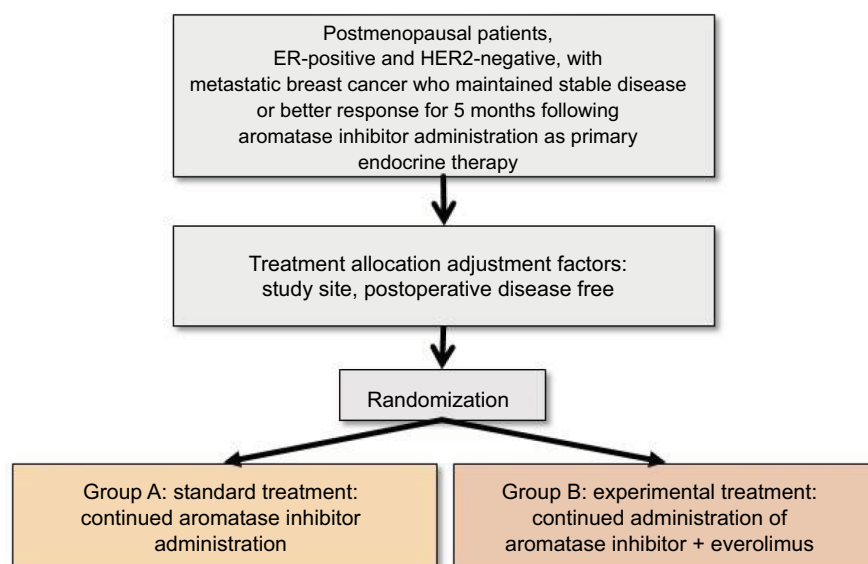 Postmenopausal patients,
ER-positive and HER2-negative, with
metastatic breast cancer who maintained stable disease
or better response for 5 months following
aromatase inhibitor administration as primary
endocrine therapy
Treatment allocation adjustment factors:
study site, postoperative disease free
Randomization
Group A: standard treatment:
continued aromatase inhibitor
administration
Group B: experimental treatment:
continued administration of
aromatase inhibitor + everolimus